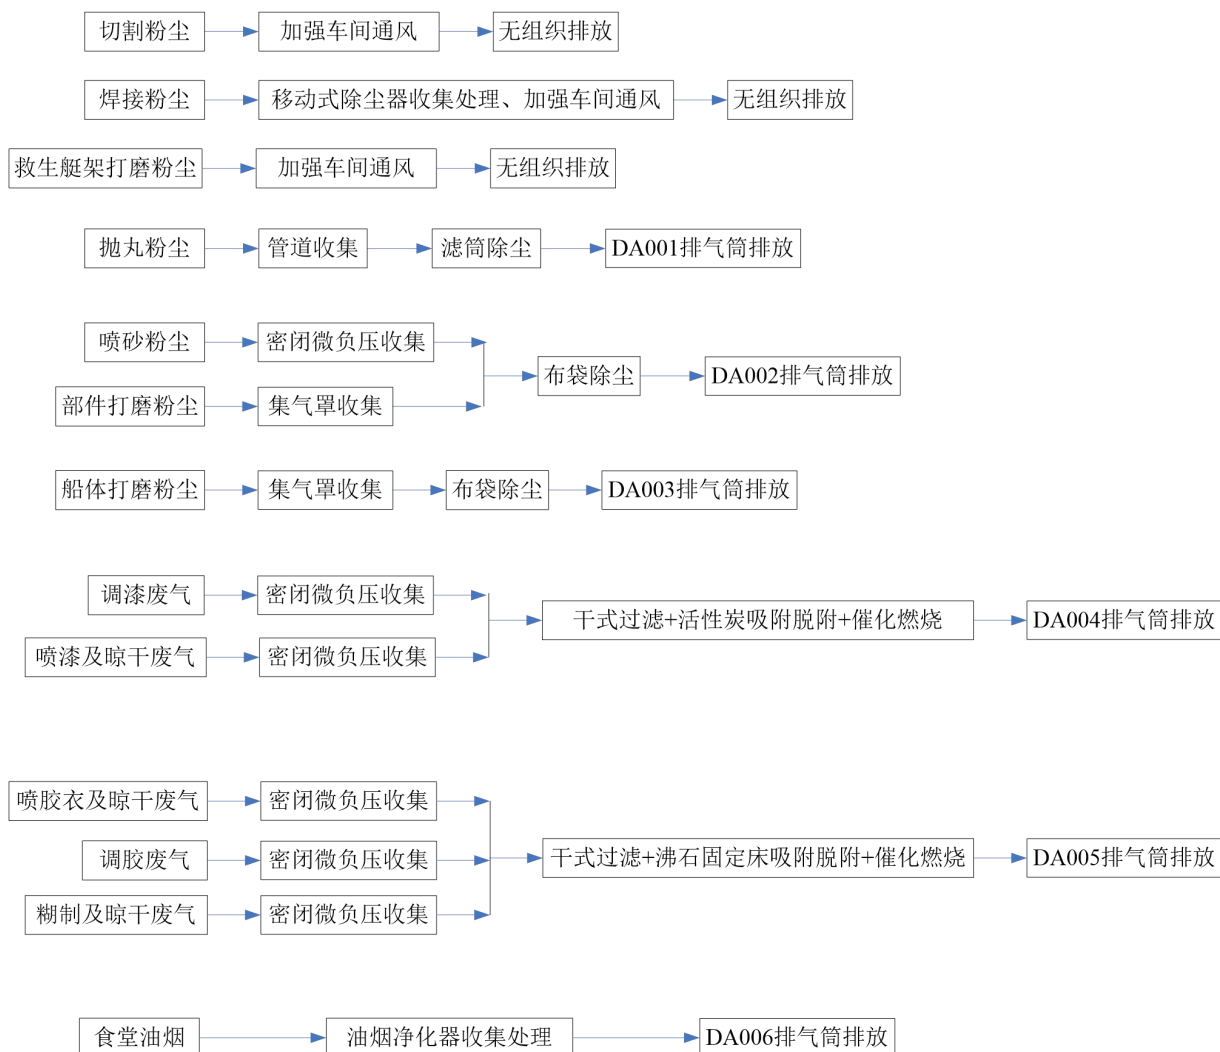 切割粉尘
加强车间通风
无组织排放
焊接粉尘
移动式除尘器收集处理、加强车间通风
无组织排放
救生艇架打磨粉尘
加强车间通风
无组织排放
抛丸粉尘
管道收集
滤筒除尘
DA001排气筒排放
喷砂粉尘
密闭微负压收集
部件打磨粉尘
集气罩收集
布袋除尘
DA002排气筒排放
船体打磨粉尘
集气罩收集
布袋除尘
DA003排气筒排放
调漆废气
密闭微负压收集
喷漆及晾干废气
密闭微负压收集
干式过滤+活性炭吸附脱附+催化燃烧
DA004排气筒排放
喷胶衣及晾干废气
密闭微负压收集
调胶废气
密闭微负压收集
糊制及晾干废气
密闭微负压收集
干式过滤+沸石固定床吸附脱附+催化燃烧
DA005排气筒排放
食堂油烟
油烟净化器收集处理
DA006排气筒排放